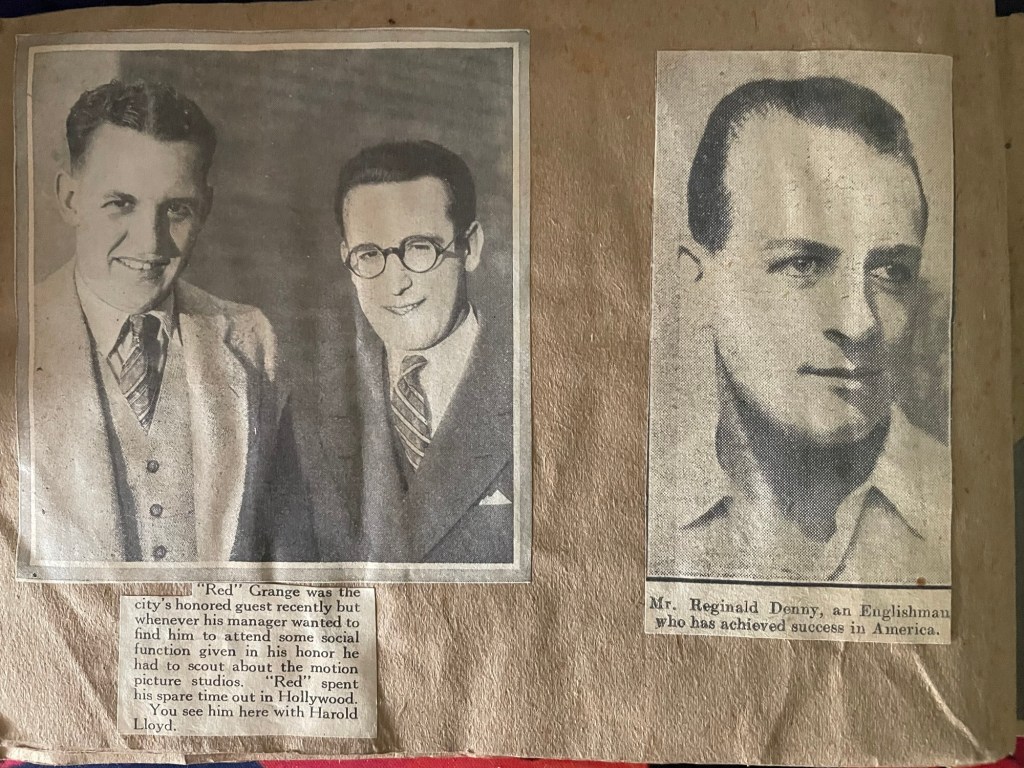 "Red" Grange was the
city's honored guest recently but
whenever his manager wanted to
find him to attend some social
function given in his honor he
had to scout about the motion
picture studios. "Red" spent
his spare time out in Hollywood.
You see him here with Harold
Lloyd.
Mr. Reginald Denny, an Englishman
who has achieved success in America.